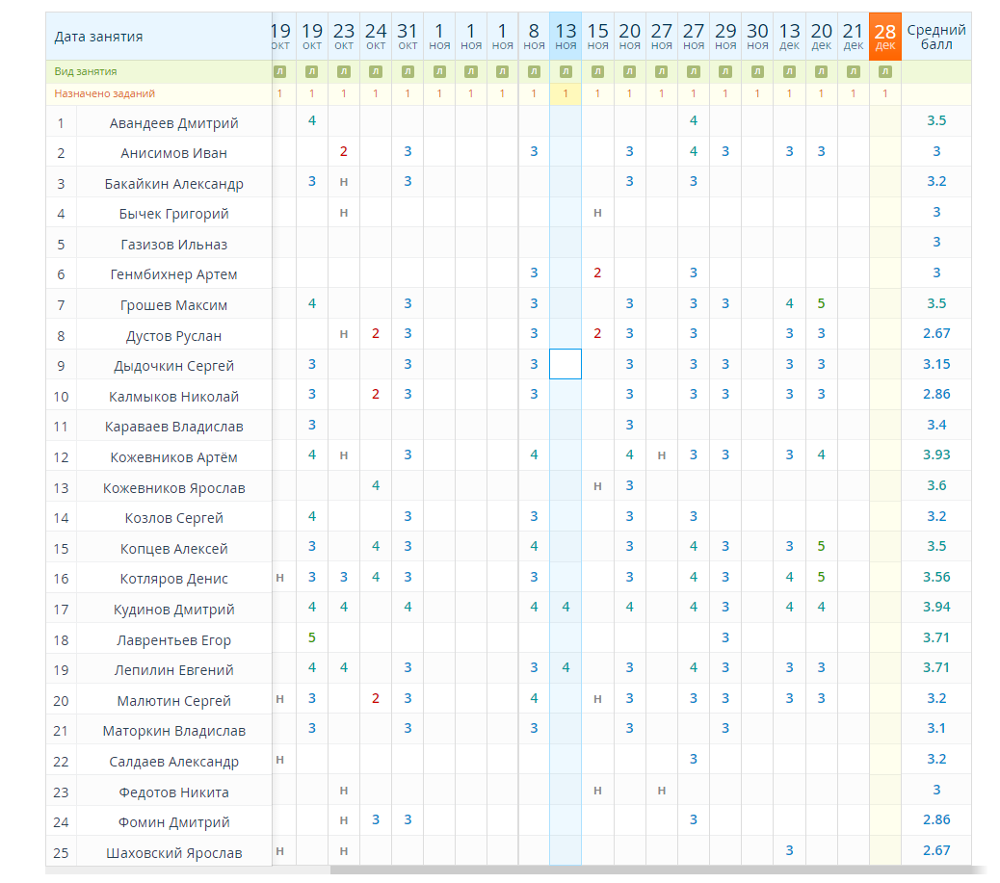 Дата занятия 19 окт 19 окт 23 окт 24 окт 31 окт 1 ноя 1 ноя 1 ноя 8 ноя 13 ноя 15 ноя 20 ноя 27 ноя 27 ноя 29 ноя 30 ноя 13 дек 20 дек 21 дек 28 дек Средний балл
Вид занятия Л Л Л Л Л Л Л Л Л Л Л Л Л Л Л Л Л Л Л Л
Назначено заданий 1 1 1 1 1 1 1 1 1 1 1 1 1 1 1 1 1 1 1 1
1 Авандеев Дмитрий 4 4 3.5
2 Анисимов Иван 2 3 3 3 4 3 3 3 3
3 Бакайкин Александр 3 н 3 3 3 3.2
4 Бычек Григорий н н 3
5 Газизов Ильназ 3
6 Генмбихнер Артем 3 2 3 3
7 Грошев Максим 4 3 3 3 3 3 4 5 3.5
8 Дустов Руслан н 2 3 3 2 3 3 3 3 2.67
9 Дыдочкин Сергей 3 3 3 3 3 3 3 3 3.15
10 Калмыков Николай 3 2 3 3 3 3 3 3 3 2.86
11 Караваев Владислав 3 3 3.4
12 Кожевников Артём 4 н 3 4 4 н 3 3 3 4 3.93
13 Кожевников Ярослав 4 н 3 3.6
14 Козлов Сергей 4 3 3 3 3 3.2
15 Копцев Алексей 3 4 3 4 3 4 3 3 5 3.5
16 Котляров Денис н 3 3 4 3 3 3 4 3 4 5 3.56
17 Кудинов Дмитрий 4 4 4 4 4 4 4 3 4 4 3.94
18 Лаврентьев Егор 5 3 3.71
19 Лепилин Евгений 4 4 3 3 4 3 4 3 3 3 3.71
20 Малютин Сергей н 3 2 3 4 н 3 3 3 3 3 3.2
21 Маторкин Владислав 3 3 3 3 3 3.1
22 Салдаев Александр н 3 3.2
23 Федотов Никита н н н 3
24 Фомин Дмитрий н 3 3 3 2.86
25 Шаховский Ярослав н н 3 2.67